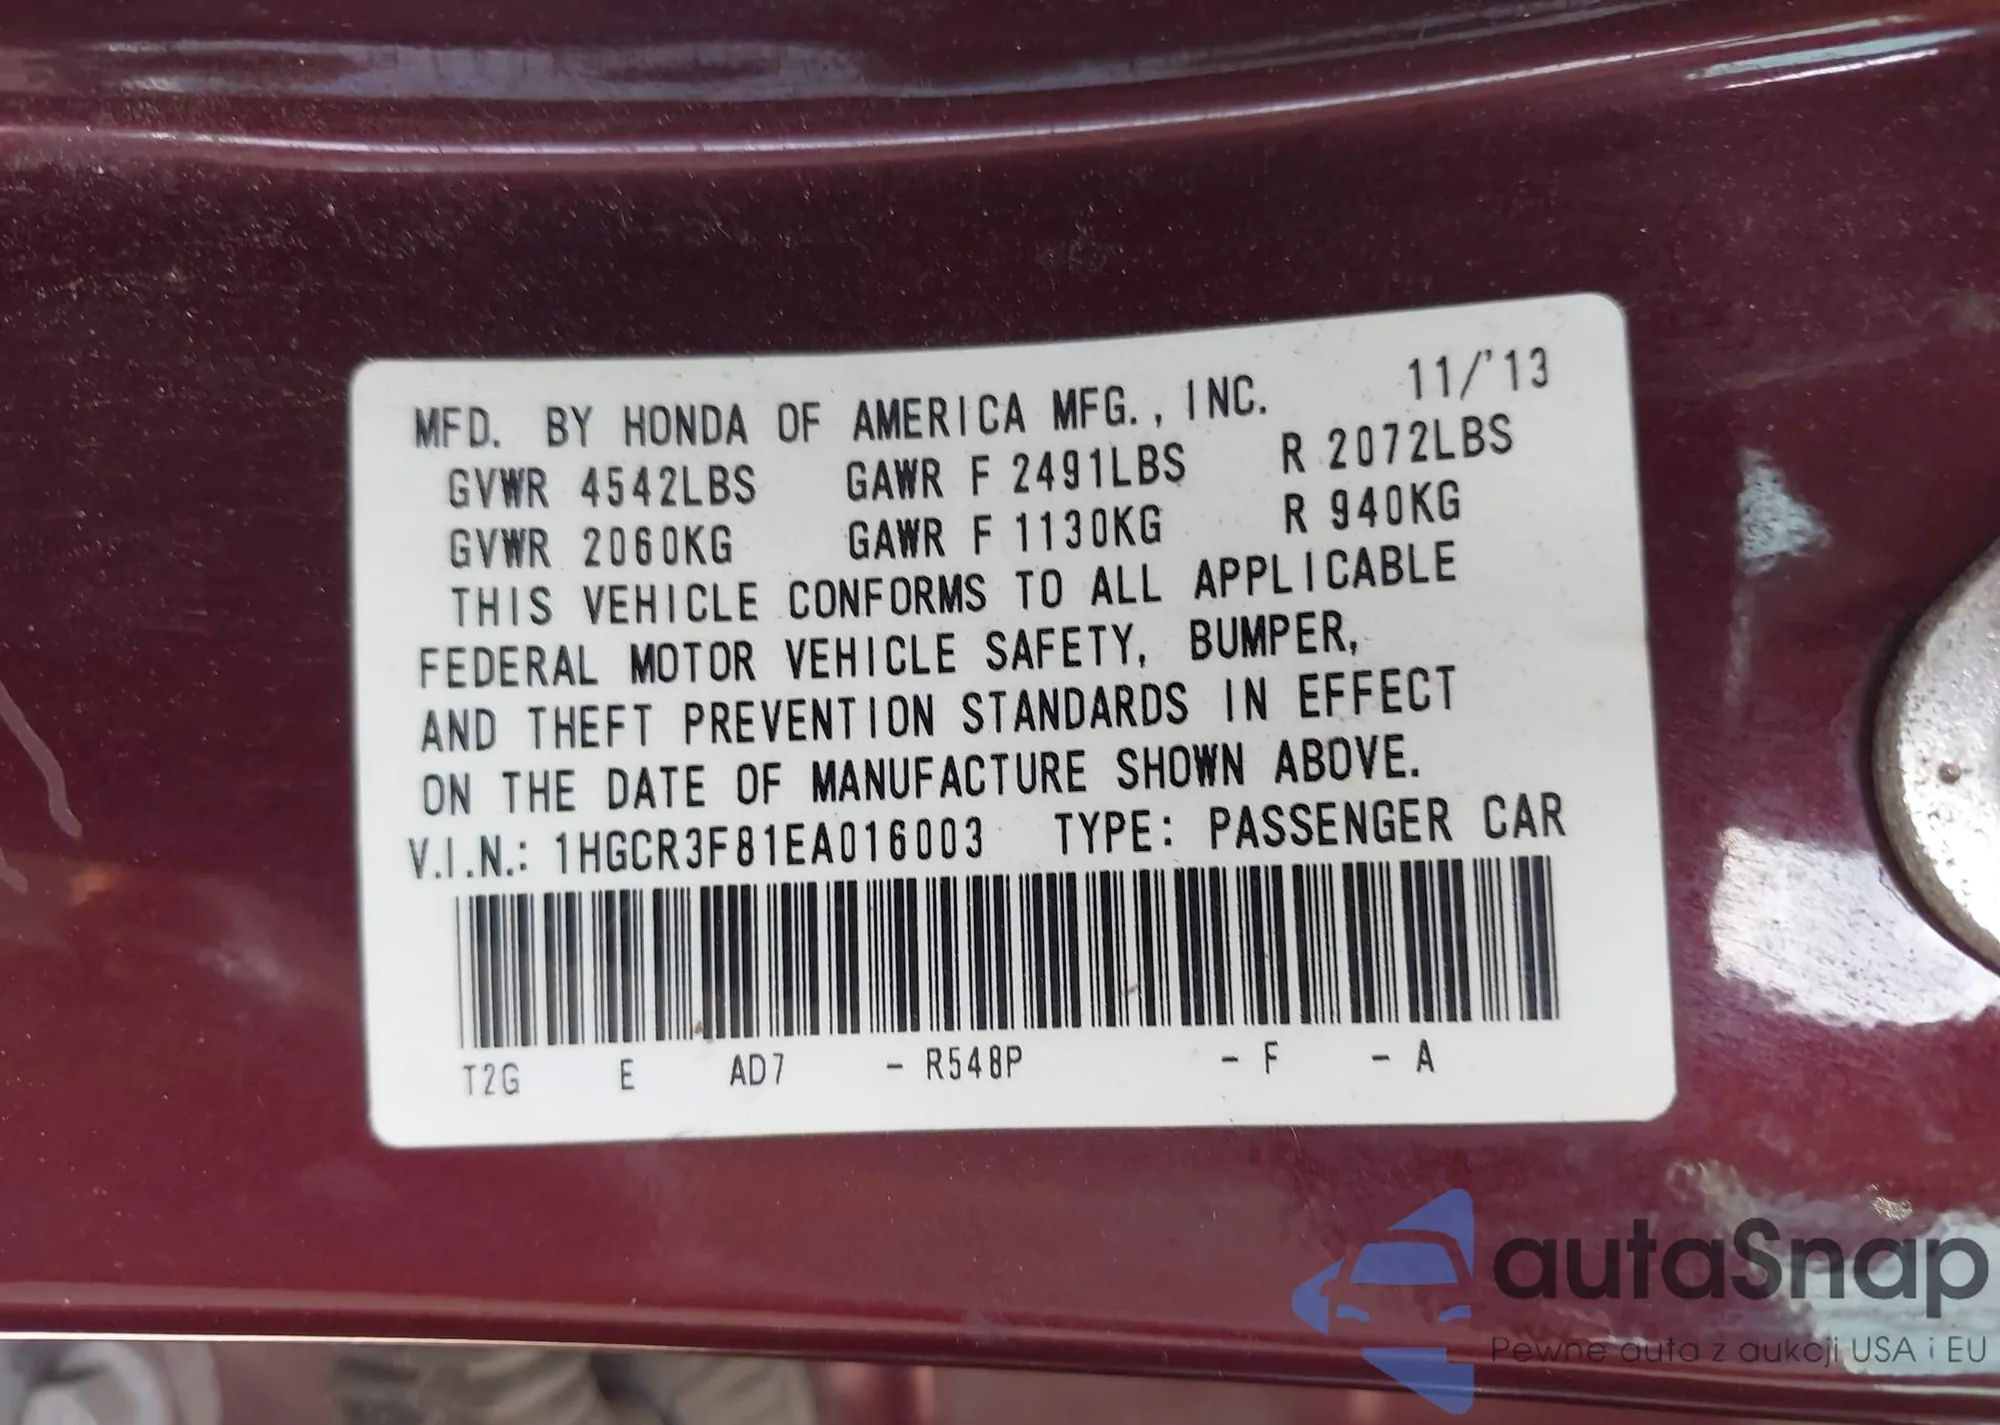 MFD. BY HONDA OF AMERICA MFG., INC. 11/'13
GVWR 4542LBS GAWR F 2491LBS R 2072LBS
GVWR 2060KG GAWR F 1130KG R 940KG
THIS VEHICLE CONFORMS TO ALL APPLICABLE
FEDERAL MOTOR VEHICLE SAFETY, BUMPER,
AND THEFT PREVENTION STANDARDS IN EFFECT
ON THE DATE OF MANUFACTURE SHOWN ABOVE.
V.I.N.: 1HGCR3F81EA016003 TYPE: PASSENGER CAR
T2G E AD7 - R548P - F - A
autaSnap
Pewne auta z aukcji USA i EU